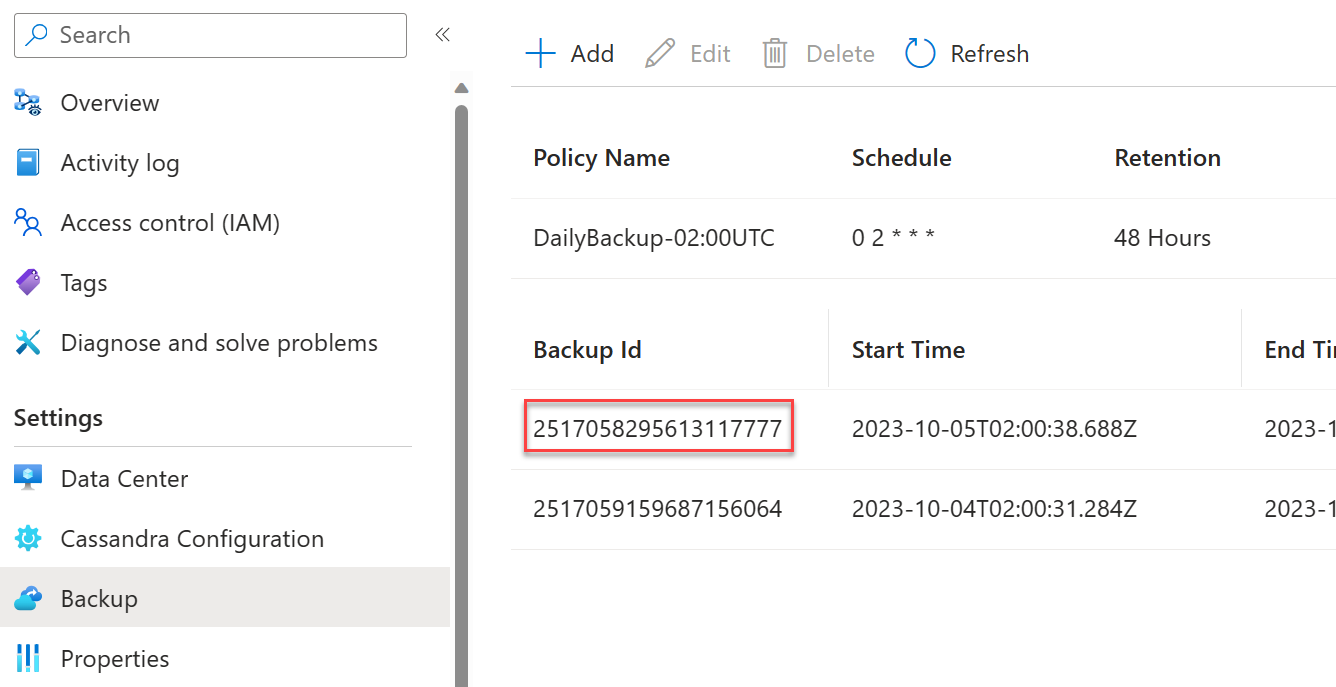 Search
Overview
Activity log
Access control (IAM)
Tags
Diagnose and solve problems
Settings
Data Center
Cassandra Configuration
Backup
Properties
Add Edit Delete Refresh
Policy Name Schedule Retention
DailyBackup-02:00UTC 0 2 * * * 48 Hours
Backup Id Start Time End Ti
2517058295613117777 2023-10-05T02:00:38.688Z 2023-1
2517059159687156064 2023-10-04T02:00:31.284Z 2023-1